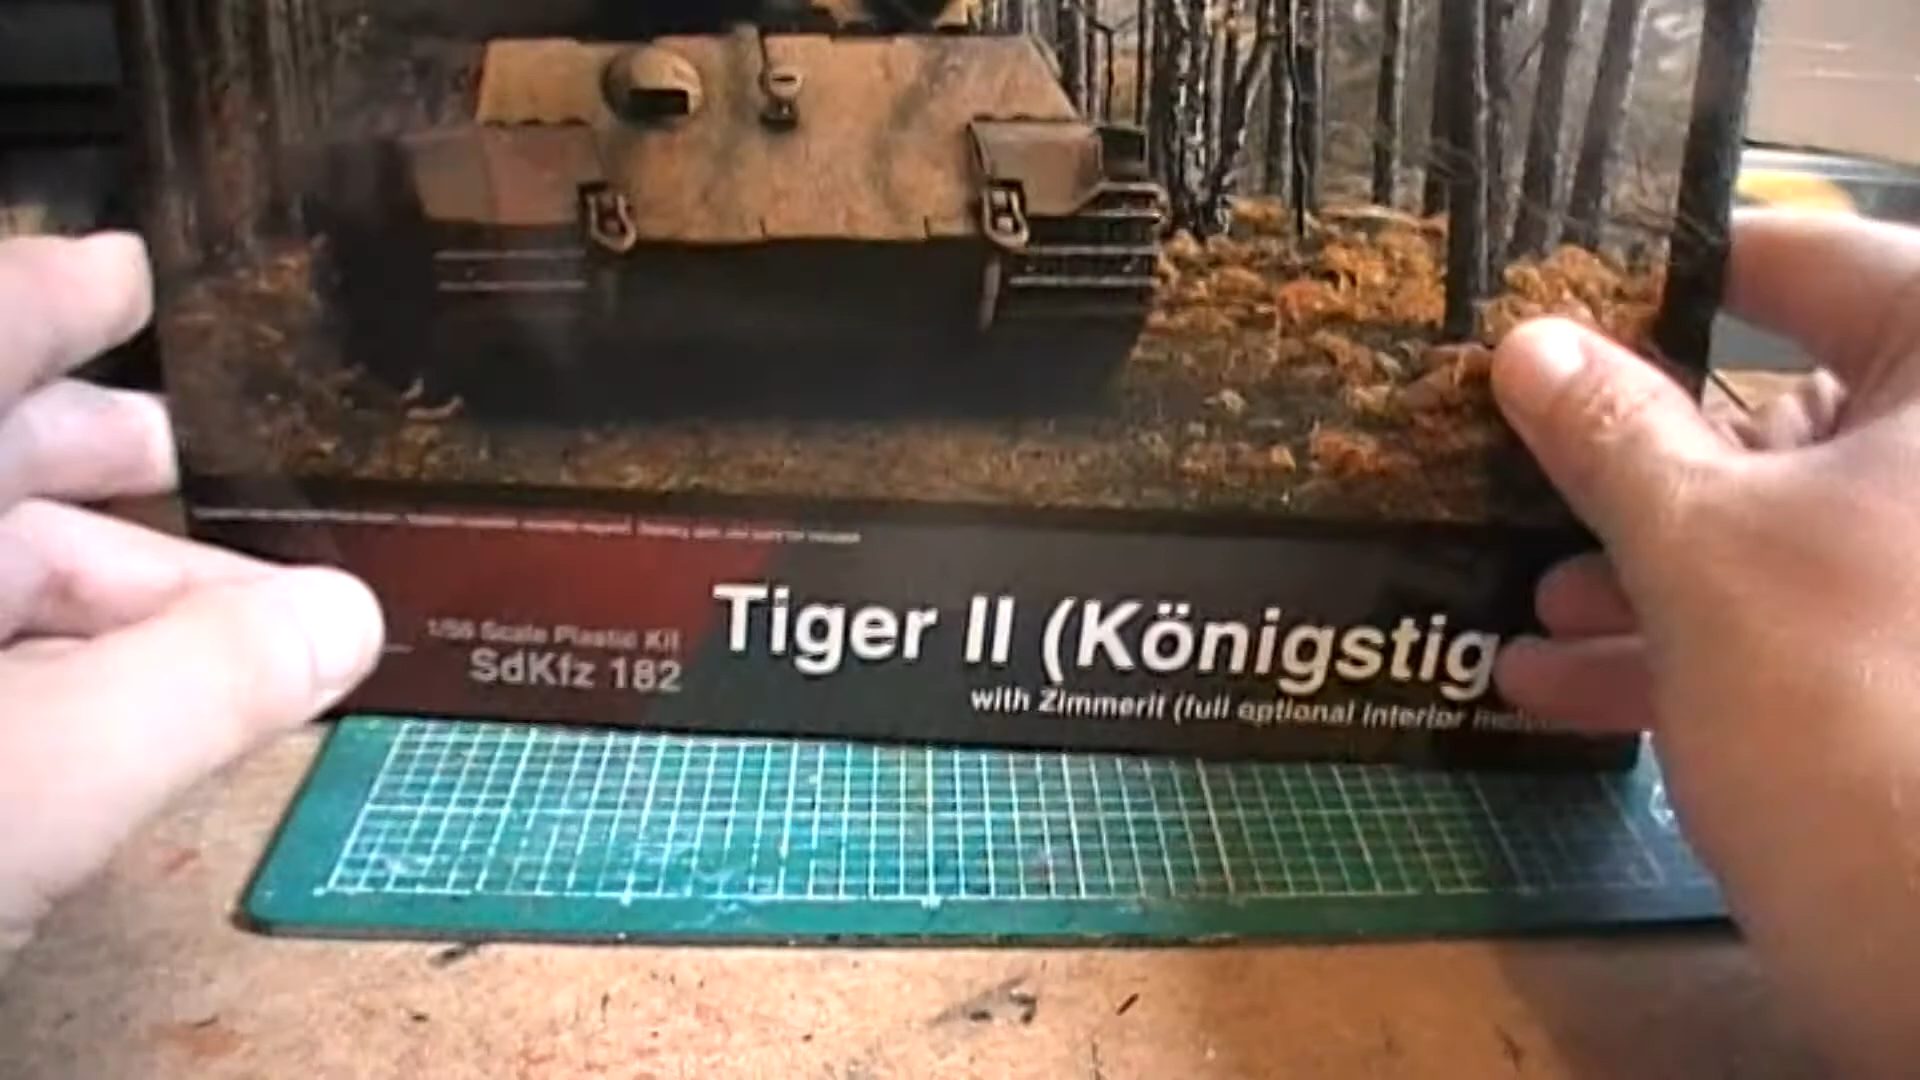 1/56 Scale Plastic Kit
SdKfz 182
Tiger II (Königstig
with Zimmerit (full optional interior